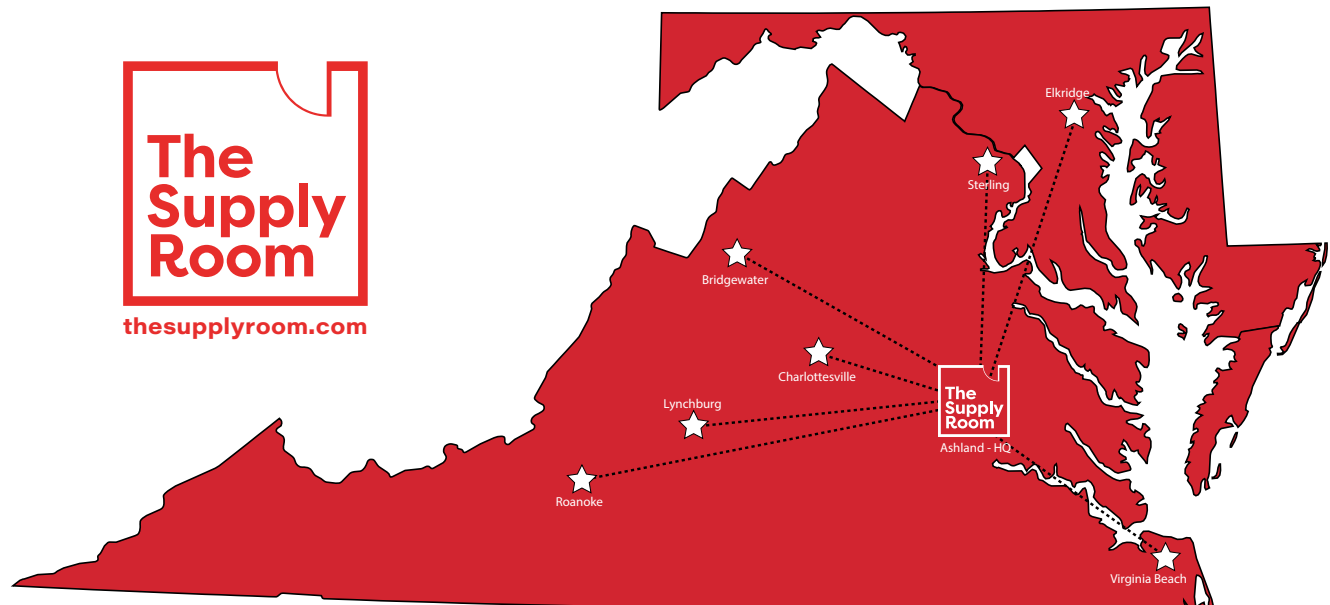 The
Supply
Room
thesupplyroom.com
Elkridge
Sterling
Bridgewater
Charlottesville
Lynchburg
Roanoke
The
Supply
Room
Ashland - HQ
Virginia Beach